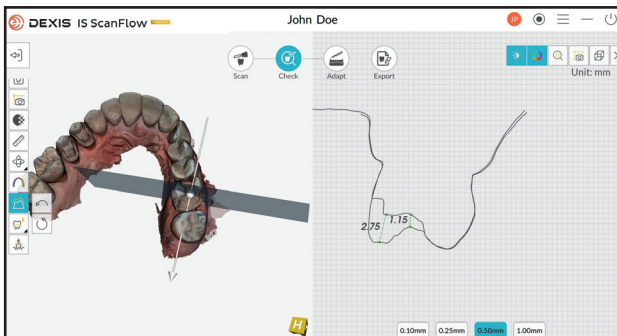 DEXIS IS ScanFlow
John Doe
JP
Scan
Check
Adapt
Export
Unit: mm
2.75
1.15
H
0.10mm
0.25mm
0.50mm
1.00mm